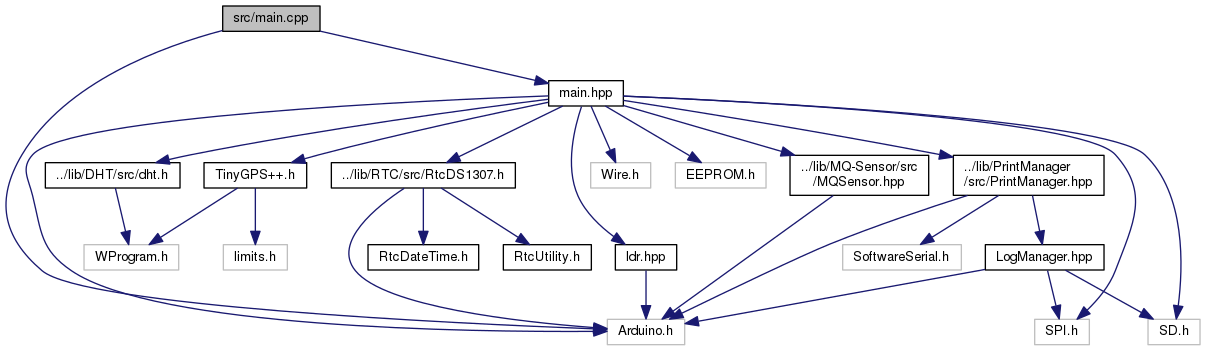 src/main.cpp
main.hpp
../lib/DHT/src/dht.h
TinyGPS++.h
../lib/RTC/src/RtcDS1307.h
Wire.h
EEPROM.h
../lib/MQ-Sensor/src
/MQSensor.hpp
../lib/PrintManager
/src/PrintManager.hpp
WProgram.h
limits.h
RtcDateTime.h
RtcUtility.h
ldr.hpp
SoftwareSerial.h
LogManager.hpp
Arduino.h
SPI.h
SD.h